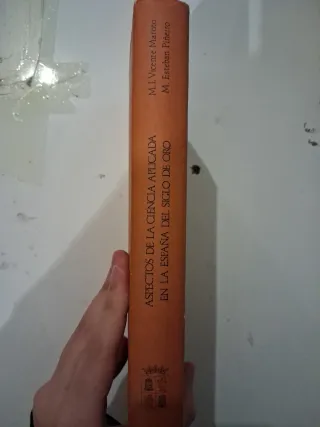 M.I. Vicente Maroto
M. Esteban Piñeiro
ASPECTOS DE LA CIENCIA APLICADA
EN LA ESPAÑA DEL SIGLO DE ORO